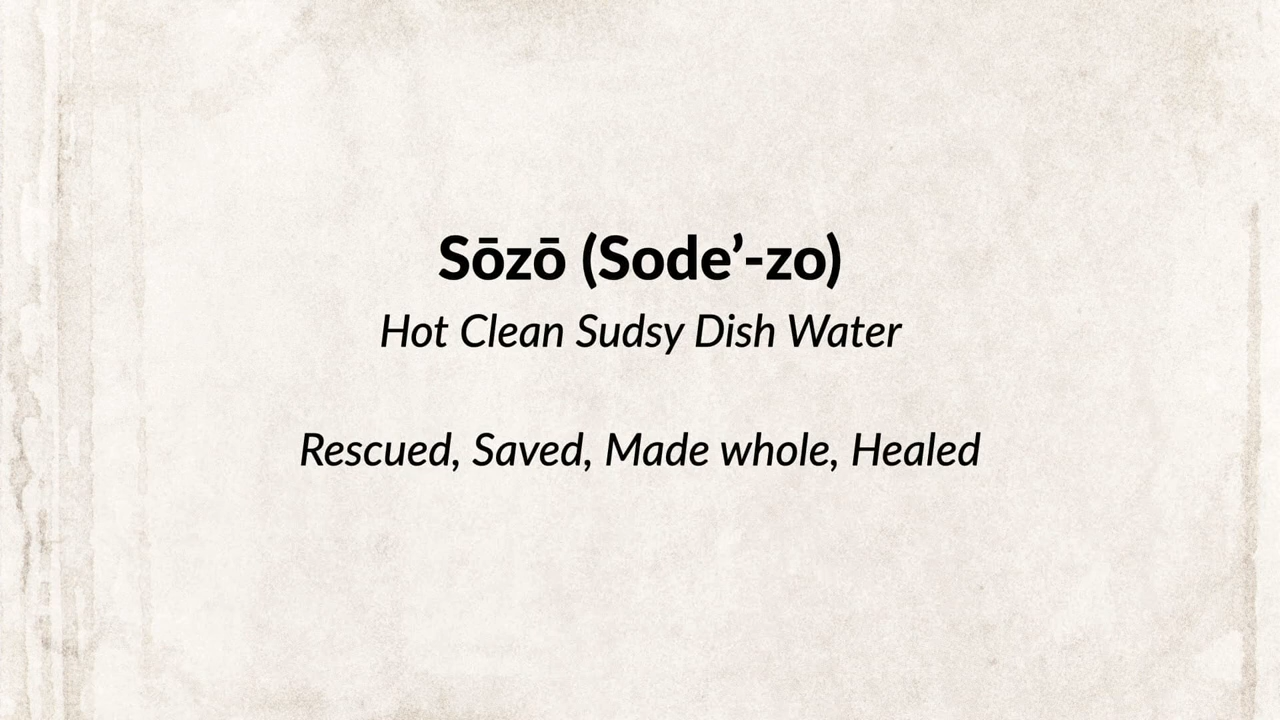 Sōzō (Sode’-zo)
Hot Clean Sudsy Dish Water
Rescued, Saved, Made whole, Healed